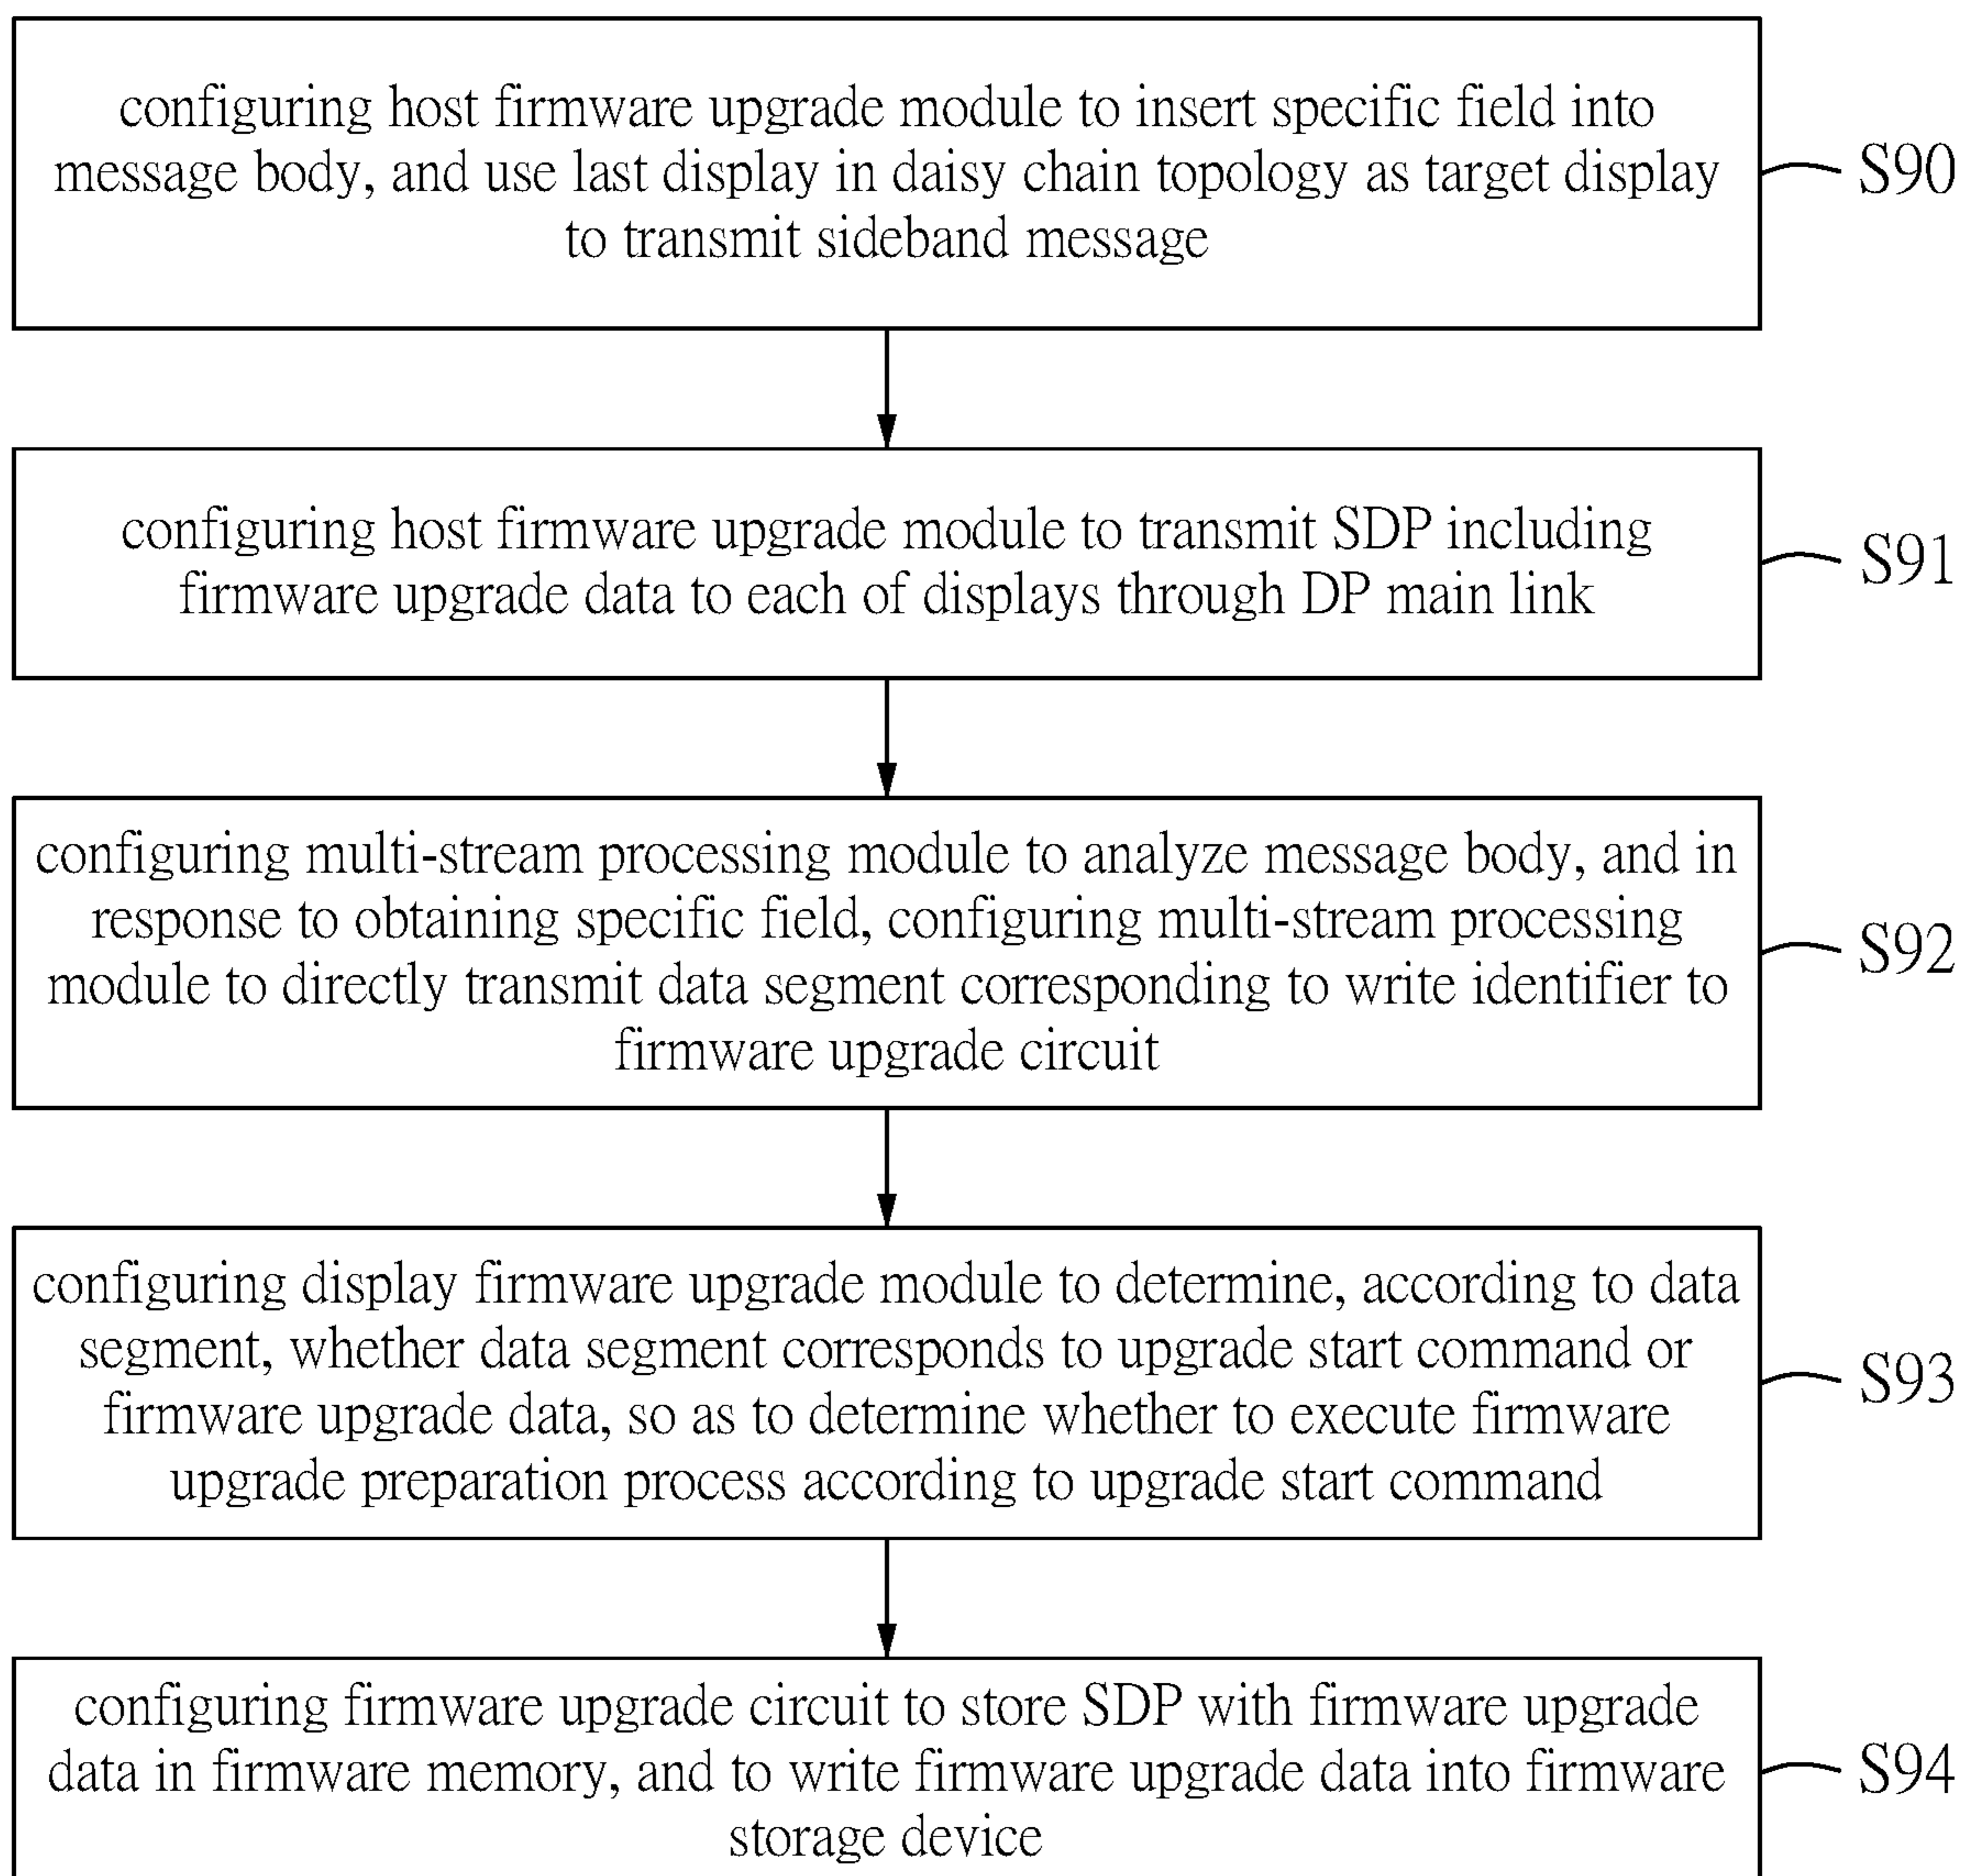 configuring host firmware upgrade module to insert specific field into
message body, and use last display in daisy chain topology as target display
to transmit sideband message
S90
configuring host firmware upgrade module to transmit SDP including
firmware upgrade data to each of displays through DP main link
S91
configuring multi-stream processing module to analyze message body, and in
response to obtaining specific field, configuring multi-stream processing
module to directly transmit data segment corresponding to write identifier to
firmware upgrade circuit
S92
configuring display firmware upgrade module to determine, according to data
segment, whether data segment corresponds to upgrade start command or
firmware upgrade data, so as to determine whether to execute firmware
upgrade preparation process according to upgrade start command
S93
configuring firmware upgrade circuit to store SDP with firmware upgrade
data in firmware memory, and to write firmware upgrade data into firmware
storage device
S94